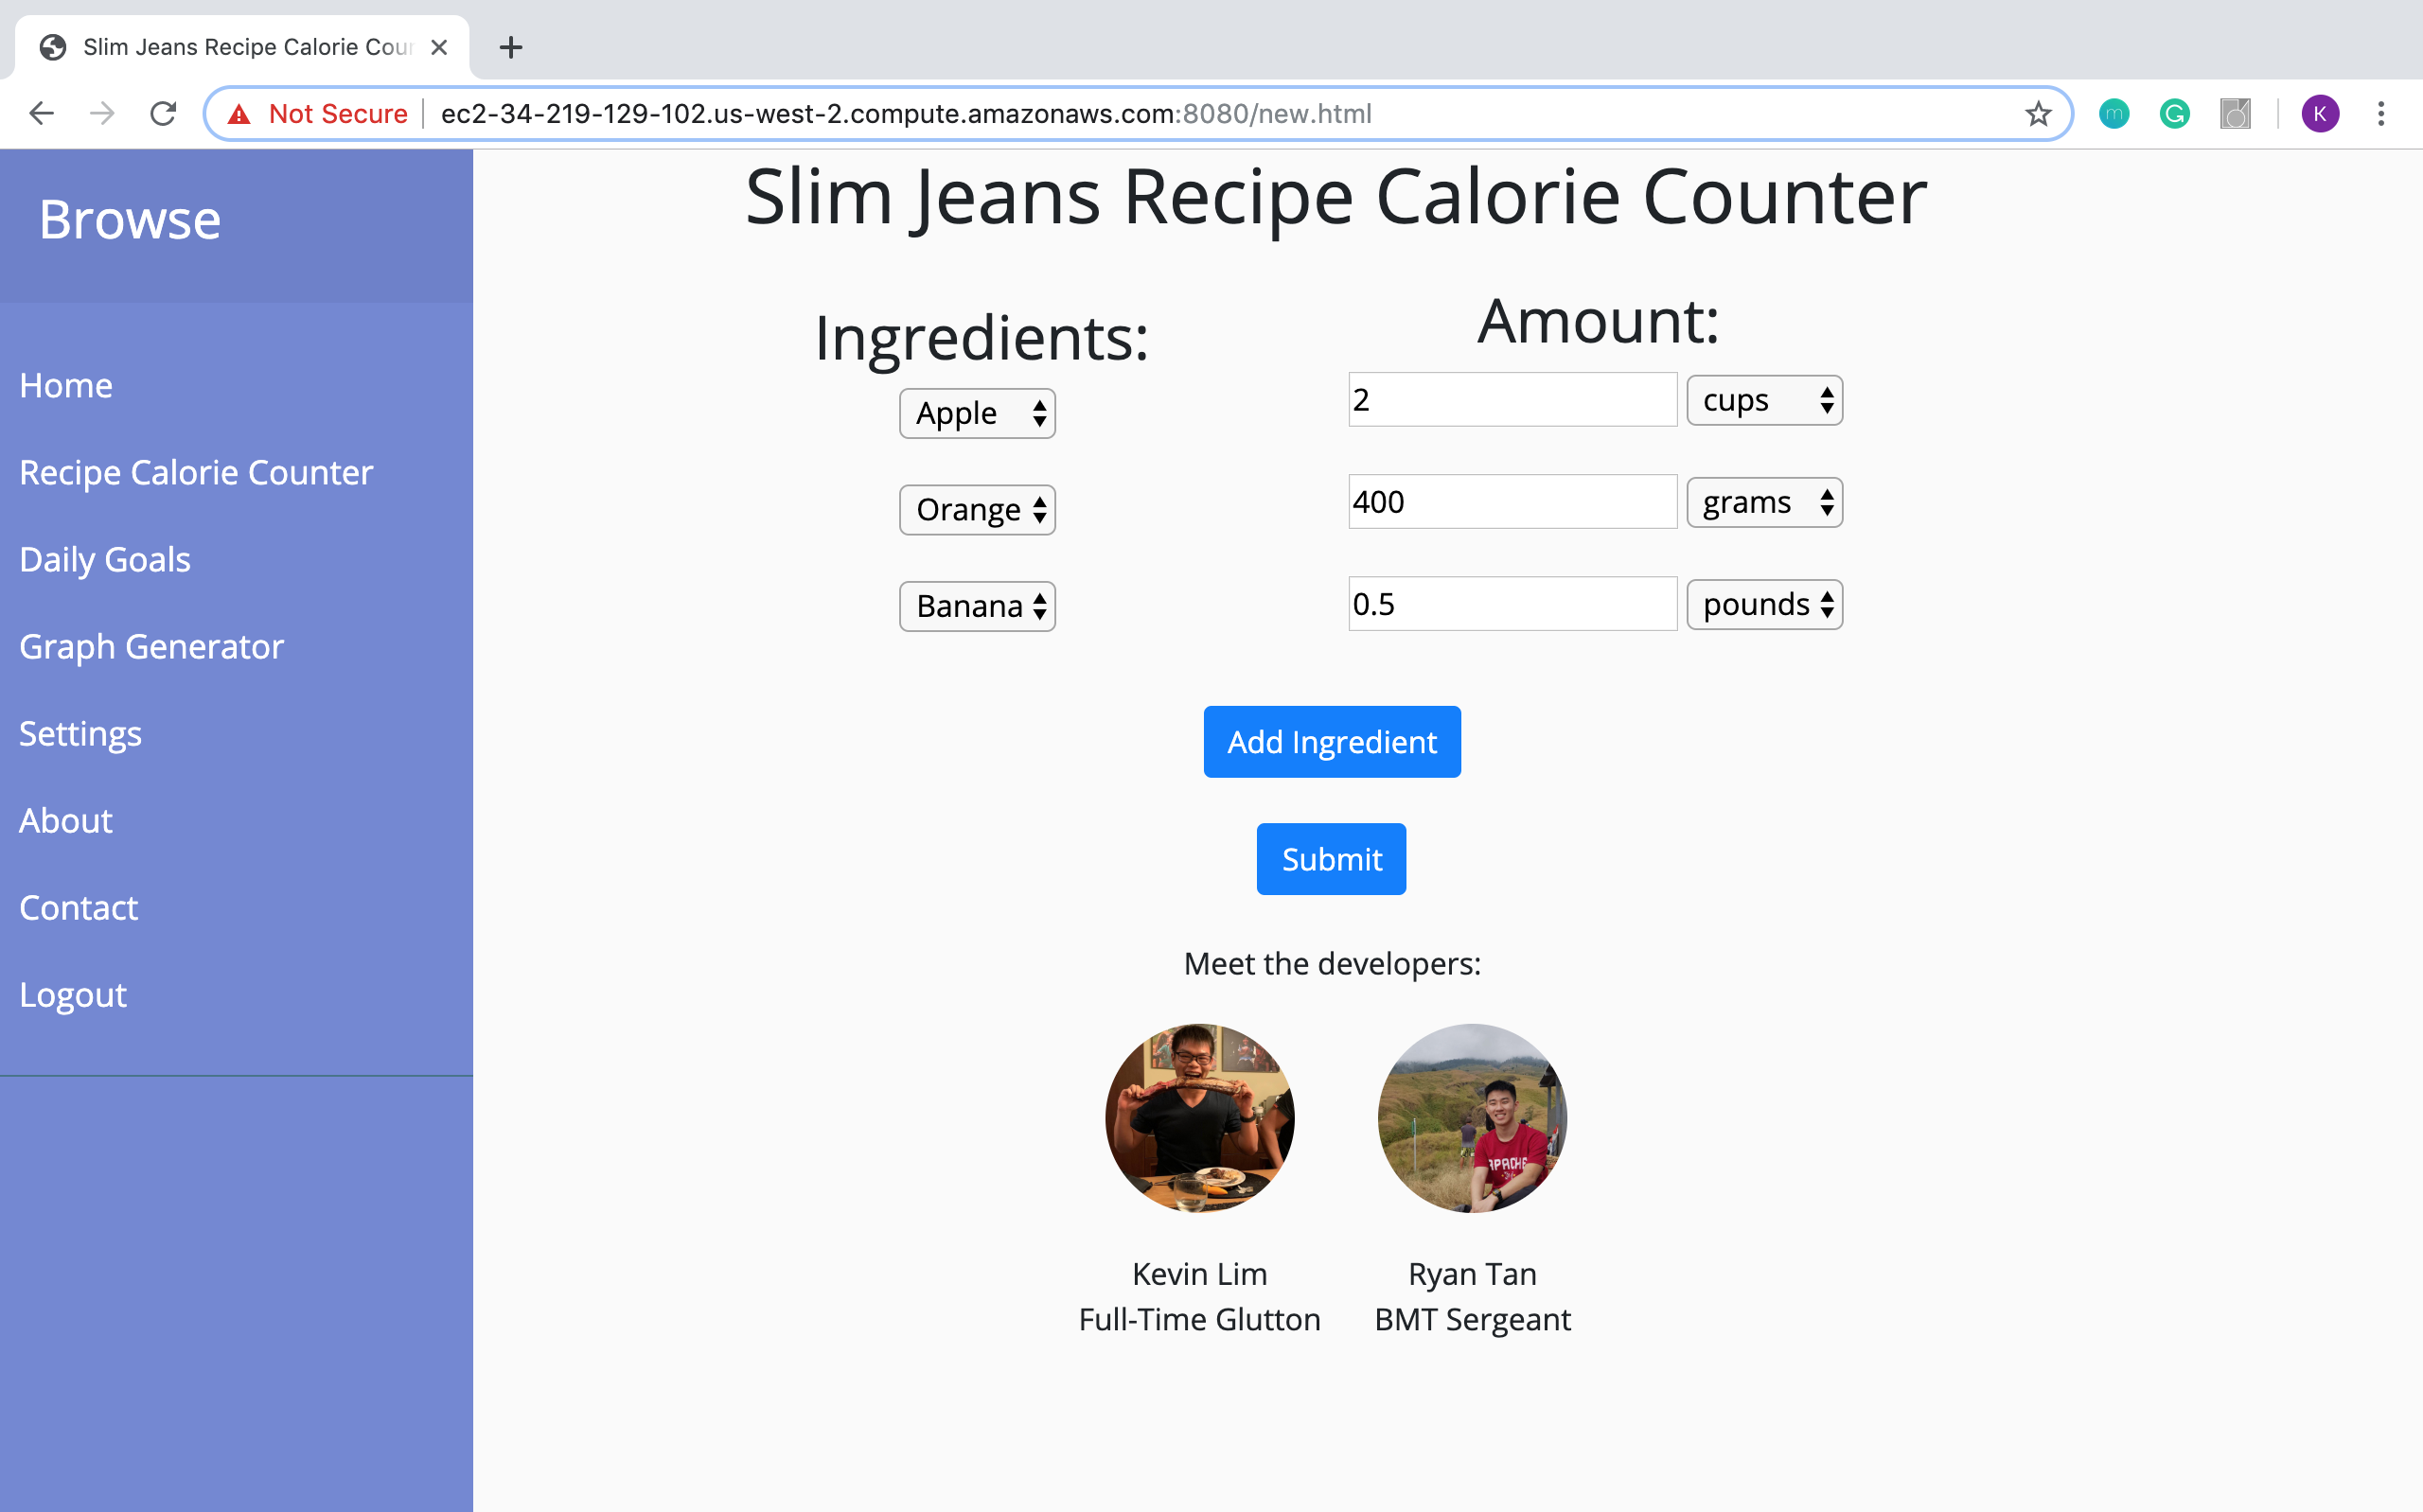 Slim Jeans Recipe Calorie Cour
Not Secure
ec2-34-219-129-102.us-west-2.compute.amazonaws.com:8080/new.html
m
G
K
Browse
Home
Recipe Calorie Counter
Daily Goals
Graph Generator
Settings
About
Contact
Logout
Slim Jeans Recipe Calorie Counter
Ingredients:
Amount:
Apple
2
cups
Orange
400
grams
Banana
0.5
pounds
Add Ingredient
Submit
Meet the developers:
APACHE
Kevin Lim
Full-Time Glutton
Ryan Tan
BMT Sergeant